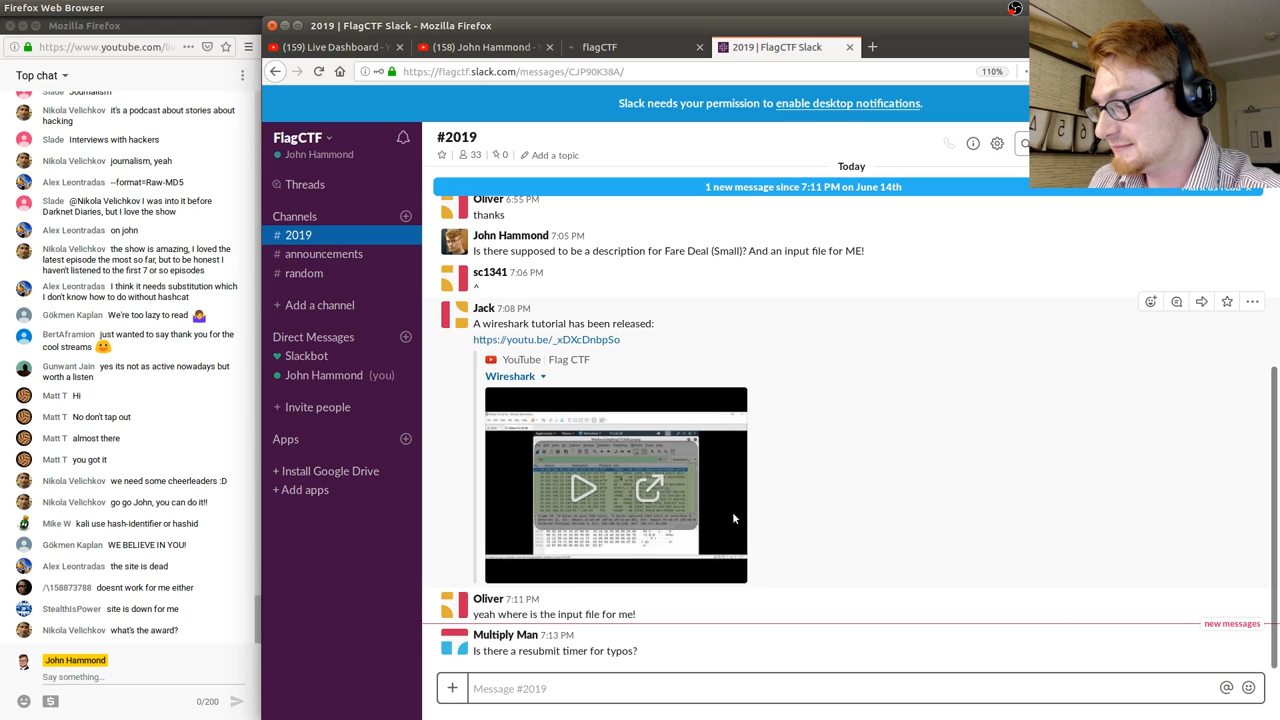 Firefox Web Browser
Mozilla Firefox
2019 | FlagCTF Slack - Mozilla Firefox
https://www.youtube.com/liv
(159) Live Dashboard - Y
(158) John Hammond -
flagCTF
2019 | FlagCTF Slack
https://flagctf.slack.com/messages/CJP90K38A/
110%
Top chat
Slade Journalism
Nikola Velichkov it's a podcast about stories about
hacking
Slade Interviews with hackers
Nikola Velichkov journalism, yeah
Alex Leontradas --format=Raw-MD5
Slade @Nikola Velichkov I was into it before
Darknet Diaries, but I love the show
Alex Leontradas on john
Nikola Velichkov the show is amazing, I loved the
latest episode the most so far, but to be honest I
haven't listened to the first 7 or so episodes
Alex Leontradas I think it needs substitution which
I don't know how to do without hashcat
Gökmen Kaplan We're too lazy to read 🤷
BertAframion just wanted to say thank you for the
cool streams
Gunwant Jain yes its not as active nowadays but
worth a listen
Matt T Hi
Matt T No don't tap out
Matt T almost there
Matt T you got it
Nikola Velichkov we need some cheerleaders :D
Nikola Velichkov go go John, you can do it!!
Mike W kali use hash-identifier or hashid
Gökmen Kaplan WE BELIEVE IN YOU!
Alex Leontradas the site is dead
/\158873788 doesnt work for me either
StealthIsPower site is down for me
Nikola Velichkov what's the award?
John Hammond
Say something...
0/200
Slack needs your permission to enable desktop notifications.
FlagCTF
John Hammond
Threads
Channels
# 2019
# announcements
# random
+ Add a channel
Direct Messages
Slackbot
John Hammond (you)
+ Invite people
Apps
+ Install Google Drive
+ Add apps
#2019
33
0
Add a topic
Today
1 new message since 7:11 PM on June 14th
Oliver 6:55 PM
thanks
John Hammond 7:05 PM
Is there supposed to be a description for Fare Deal (Small)? And an input file for ME!
sc1341 7:06 PM
^
Jack 7:08 PM
A wireshark tutorial has been released:
https://youtu.be/_xDXcDnbpSo
YouTube Flag CTF
Wireshark
Oliver 7:11 PM
yeah where is the input file for me!
new messages
Multiply Man 7:13 PM
Is there a resubmit timer for typos?
Message #2019